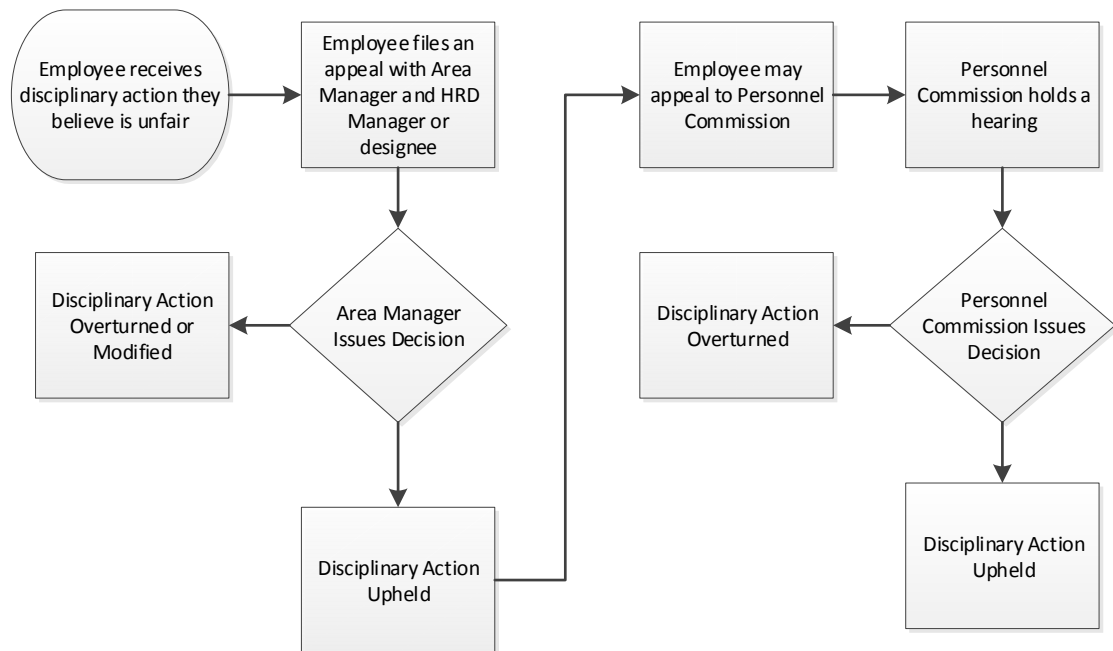 Employee receives
disciplinary action they
believe is unfair
Employee files an
appeal with Area
Manager and HRD
Manager or
designee
Area Manager
Issues Decision
Disciplinary Action
Overturned or
Modified
Disciplinary Action
Upheld
Employee may
appeal to Personnel
Commission
Personnel
Commission holds a
hearing
Personnel
Commission Issues
Decision
Disciplinary Action
Overturned
Disciplinary Action
Upheld